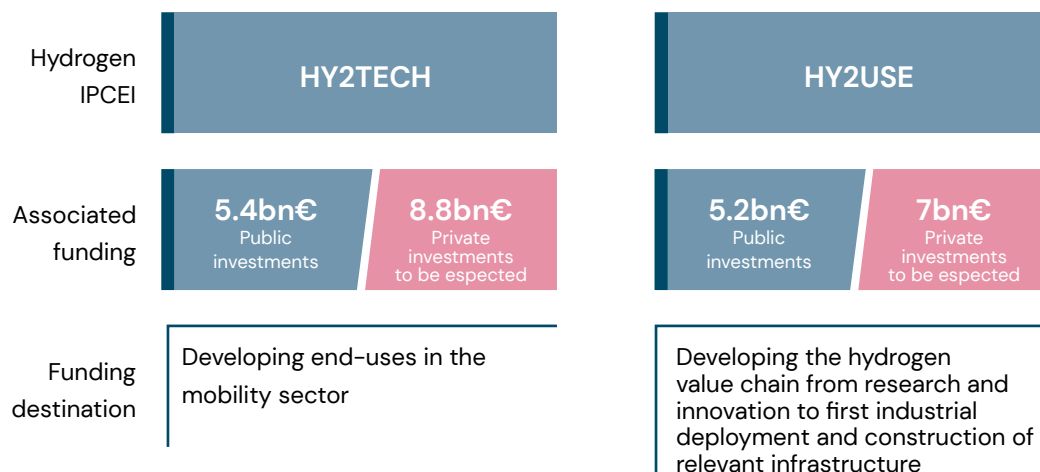 Hydrogen
IPCEI
HY2TECH
HY2USE
Associated
funding
5.4bn€
Public
investments
8.8bn€
Private
investments
to be espected
5.2bn€
Public
investments
7bn€
Private
investments
to be espected
Funding
destination
Developing end-uses in the
mobility sector
Developing the hydrogen
value chain from research and
innovation to first industrial
deployment and construction of
relevant infrastructure